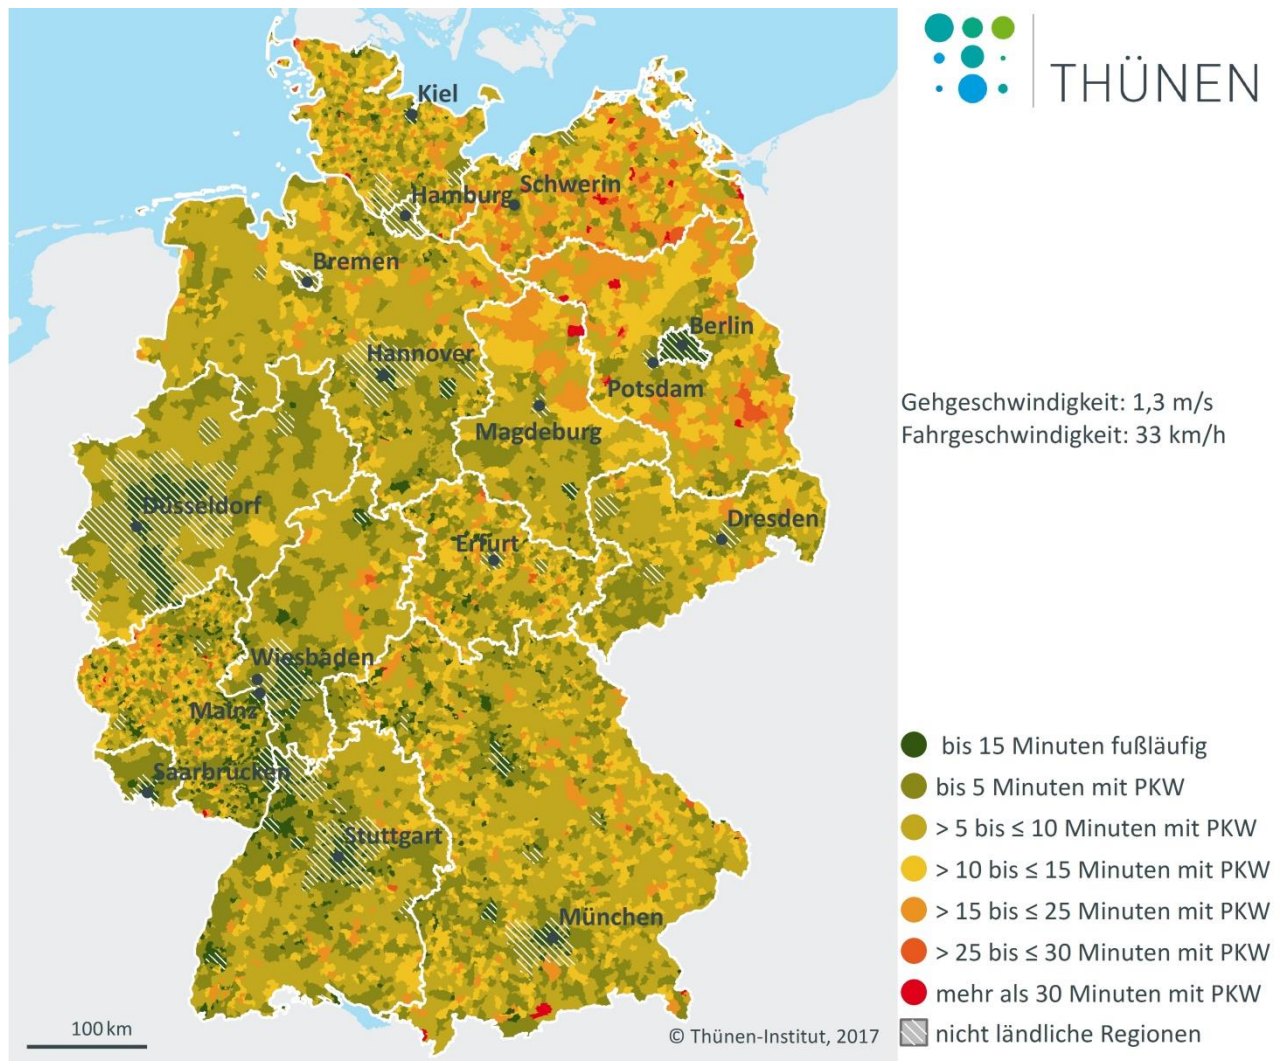 THÜNEN
Kiel
Hamburg
Schwerin
Bremen
Berlin
Hannover
Potsdam
Magdeburg
Düsseldorf
Dresden
Erfurt
Wiesbaden
Mainz
Saarbrücken
Stuttgart
München
100 km
© Thünen-Institut, 2017
Gehgeschwindigkeit: 1,3 m/s
Fahrgeschwindigkeit: 33 km/h
bis 15 Minuten fußläufig
bis 5 Minuten mit PKW
> 5 bis ≤ 10 Minuten mit PKW
> 10 bis ≤ 15 Minuten mit PKW
> 15 bis ≤ 25 Minuten mit PKW
> 25 bis ≤ 30 Minuten mit PKW
mehr als 30 Minuten mit PKW
nicht ländliche Regionen